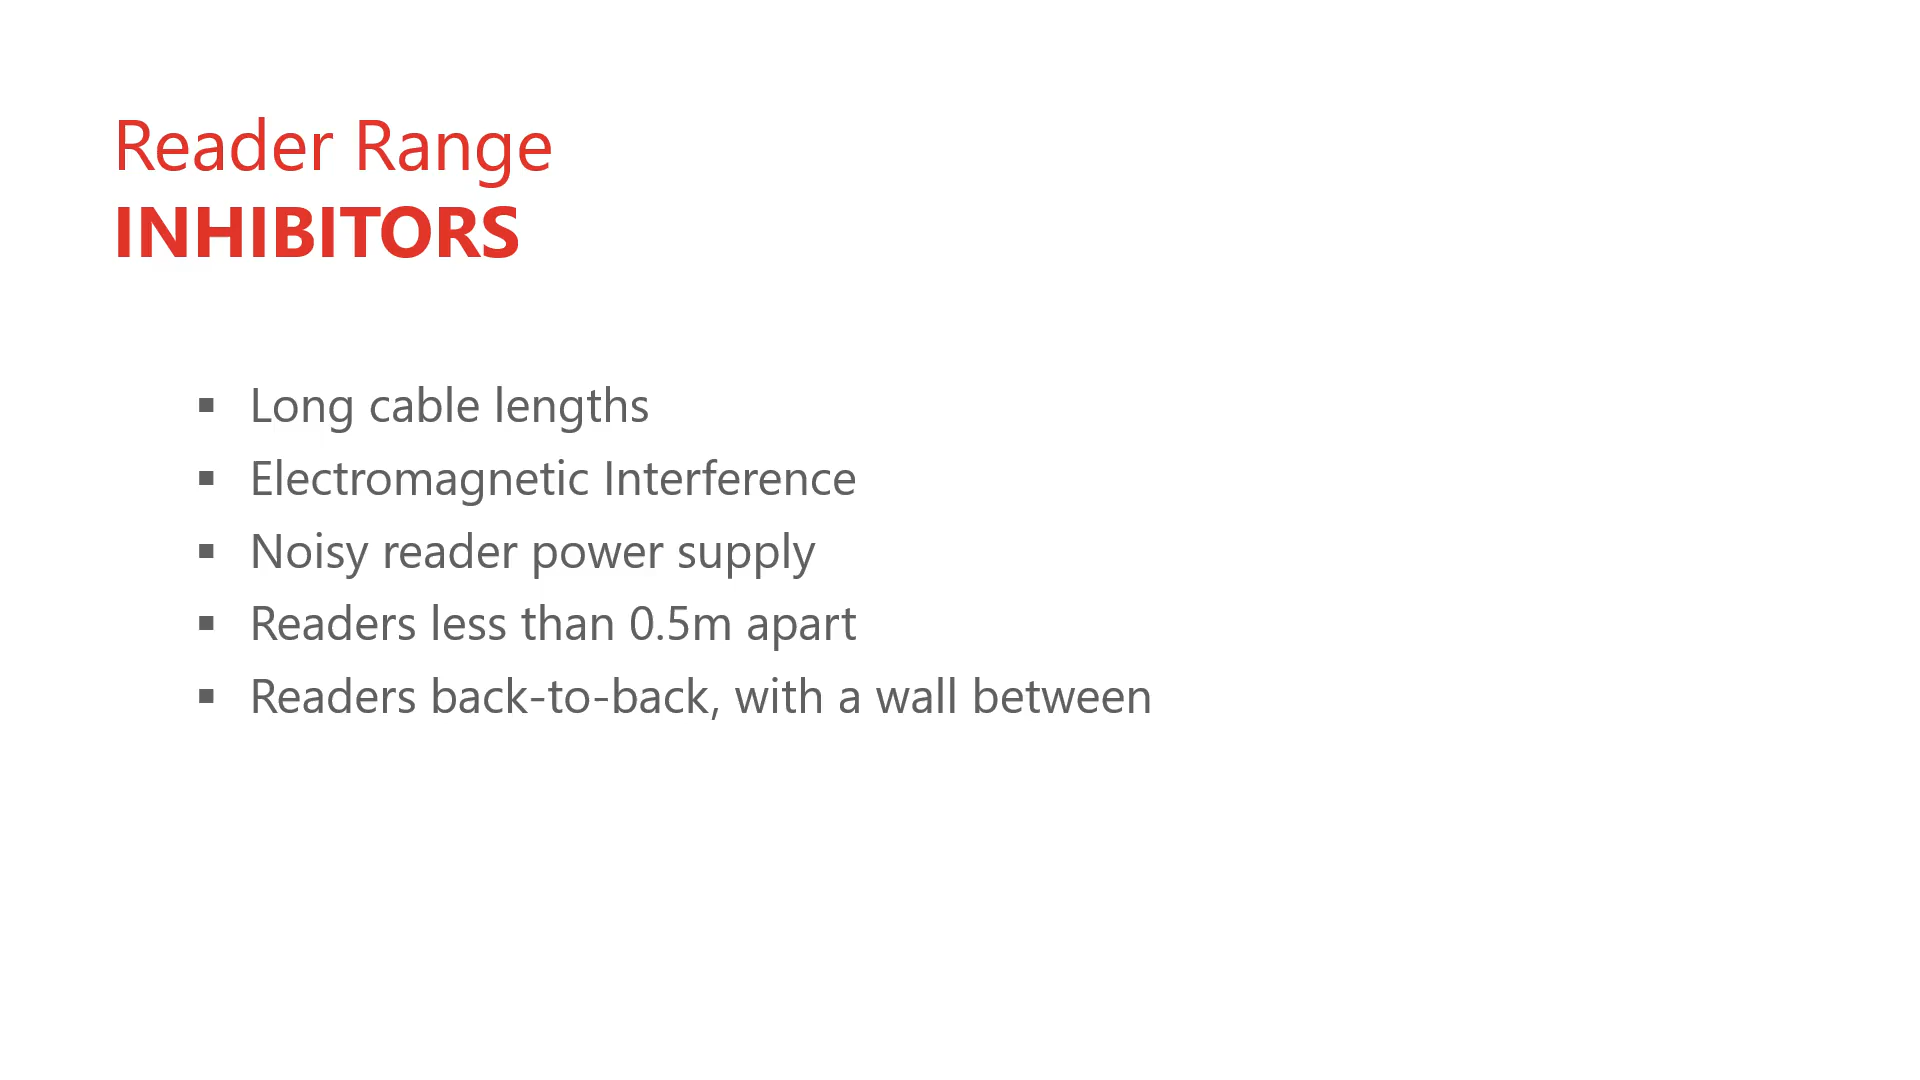 Reader Range
INHIBITORS
▪ Long cable lengths
▪ Electromagnetic Interference
▪ Noisy reader power supply
▪ Readers less than 0.5m apart
▪ Readers back-to-back, with a wall between